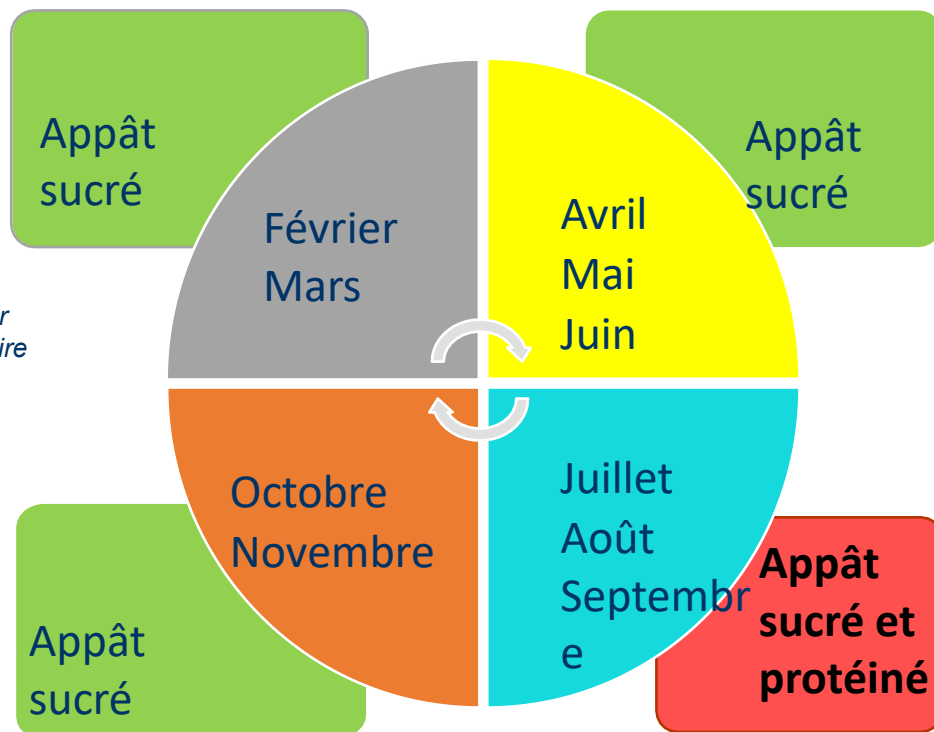 Appât
sucré
Appât
sucré
Février
Mars
Avril
Mai
Juin
Octobre
Novembre
Juillet
Août
Septembr
e
Appât
sucré
Appât
sucré et
protéiné